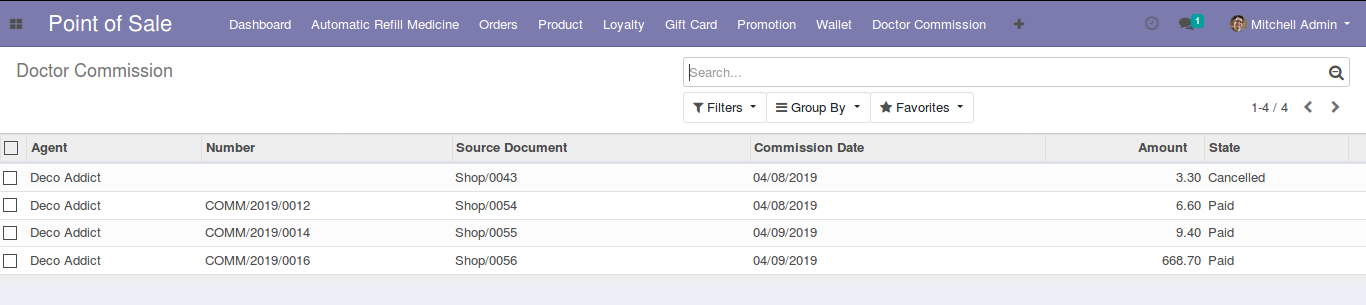 Point of Sale Dashboard Automatic Refill Medicine Orders Product Loyalty Gift Card Promotion Wallet Doctor Commission 1 Mitchell Admin
Doctor Commission Search...
Filters Group By Favorites 1-4 / 4
Agent Number Source Document Commission Date Amount State
Deco Addict Shop/0043 04/08/2019 3.30 Cancelled
Deco Addict COMM/2019/0012 Shop/0054 04/08/2019 6.60 Paid
Deco Addict COMM/2019/0014 Shop/0055 04/09/2019 9.40 Paid
Deco Addict COMM/2019/0016 Shop/0056 04/09/2019 668.70 Paid